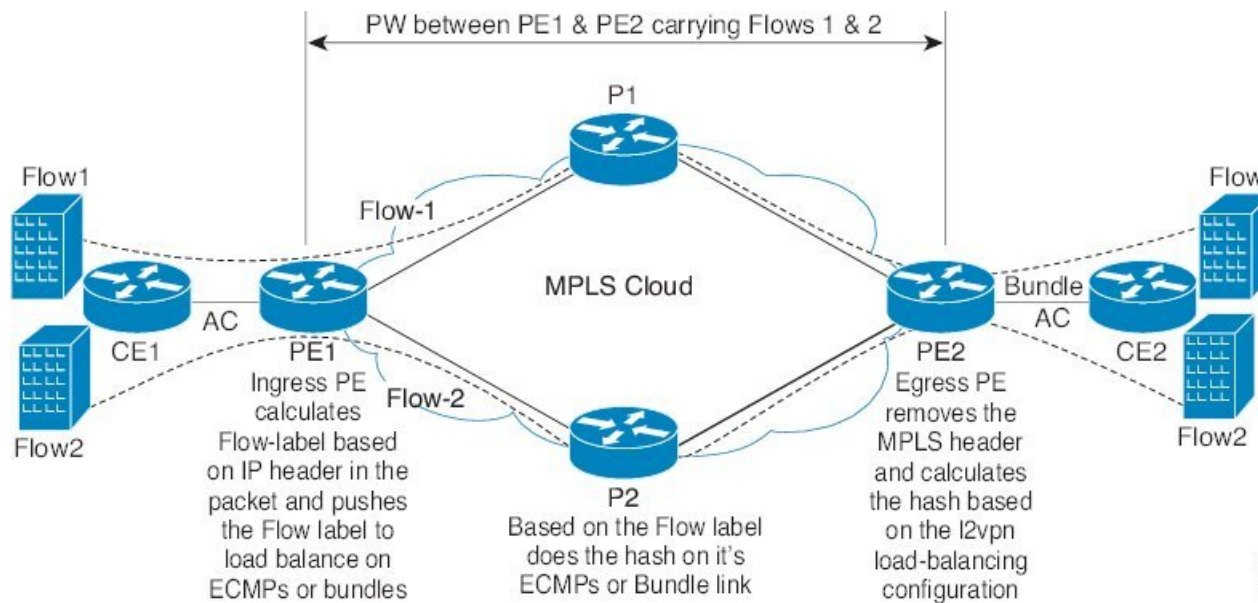 PW between PE1 & PE2 carrying Flows 1 & 2
P1
Flow1
Flow
Flow-1
MPLS Cloud
Bundle
AC
AC
CE1
PE1
PE2
CE2
Ingress PE
calculates
Flow-label based
on IP header in the
packet and pushes
the Flow label to
load balance on
ECMPs or bundles
Flow-2
Flow2
P2
Based on the Flow label
does the hash on it's
ECMPs or Bundle link
Egress PE
removes the
MPLS header
and calculates
the hash based
on the l2vpn
load-balancing
configuration
Flow2